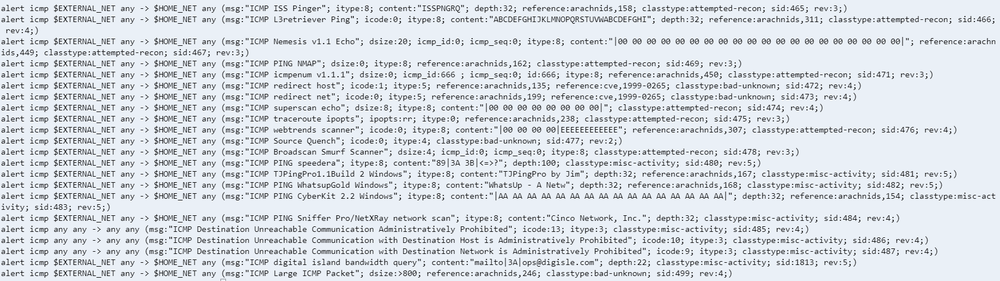 alert icmp $EXTERNAL_NET any -> $HOME_NET any (msg:"ICMP ISS Pinger"; itype:8; content:"ISSPNGRQ"; depth:32; reference:arachnids,158; classtype:attempted-recon; sid:465; rev:3;)
alert icmp $EXTERNAL_NET any -> $HOME_NET any (msg:"ICMP L3retriever Ping"; icode:0; itype:8; content:"ABCDEFGHIJKLMNOPQRSTUVWABCDEFGHI"; depth:32; reference:arachnids,311; classtype:attempted-recon; sid:466;
rev:4;)
alert icmp $EXTERNAL_NET any -> $HOME_NET any (msg:"ICMP Nemesis v1.1 Echo"; dsize:20; icmp_id:0; icmp_seq:0; itype:8; content:"|00 00 00 00 00 00 00 00 00 00 00 00 00 00 00 00 00 00 00 00|"; reference:arachn
ids,449; classtype:attempted-recon; sid:467; rev:3;)
alert icmp $EXTERNAL_NET any -> $HOME_NET any (msg:"ICMP PING NMAP"; dsize:0; itype:8; reference:arachnids,162; classtype:attempted-recon; sid:469; rev:3;)
alert icmp $EXTERNAL_NET any -> $HOME_NET any (msg:"ICMP icmpenum v1.1.1"; dsize:0; icmp_id:666 ; icmp_seq:0; id:666; itype:8; reference:arachnids,450; classtype:attempted-recon; sid:471; rev:3;)
alert icmp $EXTERNAL_NET any -> $HOME_NET any (msg:"ICMP redirect host"; icode:1; itype:5; reference:arachnids,135; reference:cve,1999-0265; classtype:bad-unknown; sid:472; rev:4;)
alert icmp $EXTERNAL_NET any -> $HOME_NET any (msg:"ICMP redirect net"; icode:0; itype:5; reference:arachnids,199; reference:cve,1999-0265; classtype:bad-unknown; sid:473; rev:4;)
alert icmp $EXTERNAL_NET any -> $HOME_NET any (msg:"ICMP superscan echo"; dsize:8; itype:8; content:"|00 00 00 00 00 00 00 00|"; classtype:attempted-recon; sid:474; rev:4;)
alert icmp $EXTERNAL_NET any -> $HOME_NET any (msg:"ICMP traceroute ipopts"; ipopts:rr; itype:0; reference:arachnids,238; classtype:attempted-recon; sid:475; rev:3;)
alert icmp $EXTERNAL_NET any -> $HOME_NET any (msg:"ICMP webtrends scanner"; icode:0; itype:8; content:"|00 00 00 00|EEEEEEEEEEEE"; reference:arachnids,307; classtype:attempted-recon; sid:476; rev:4;)
alert icmp $EXTERNAL_NET any -> $HOME_NET any (msg:"ICMP Source Quench"; icode:0; itype:4; classtype:bad-unknown; sid:477; rev:2;)
alert icmp $EXTERNAL_NET any -> $HOME_NET any (msg:"ICMP Broadscan Smurf Scanner"; dsize:4; icmp_id:0; icmp_seq:0; itype:8; classtype:attempted-recon; sid:478; rev:3;)
alert icmp $EXTERNAL_NET any -> $HOME_NET any (msg:"ICMP PING speedera"; itype:8; content:"89|3A 3B|<=>?"; depth:100; classtype:misc-activity; sid:480; rev:5;)
alert icmp $EXTERNAL_NET any -> $HOME_NET any (msg:"ICMP TJPingPro1.1Build 2 Windows"; itype:8; content:"TJPingPro by Jim"; depth:32; reference:arachnids,167; classtype:misc-activity; sid:481; rev:5;)
alert icmp $EXTERNAL_NET any -> $HOME_NET any (msg:"ICMP PING WhatsupGold Windows"; itype:8; content:"WhatsUp - A Netw"; depth:32; reference:arachnids,168; classtype:misc-activity; sid:482; rev:5;)
alert icmp $EXTERNAL_NET any -> $HOME_NET any (msg:"ICMP PING CyberKit 2.2 Windows"; itype:8; content:"|AA AA AA AA AA AA AA AA AA AA AA AA AA AA AA AA|"; depth:32; reference:arachnids,154; classtype:misc-act
ivity; sid:483; rev:5;)
alert icmp $EXTERNAL_NET any -> $HOME_NET any (msg:"ICMP PING Sniffer Pro/NetXRay network scan"; itype:8; content:"Cinco Network, Inc."; depth:32; classtype:misc-activity; sid:484; rev:4;)
alert icmp any any -> any any (msg:"ICMP Destination Unreachable Communication Administratively Prohibited"; icode:13; itype:3; classtype:misc-activity; sid:485; rev:4;)
alert icmp any any -> any any (msg:"ICMP Destination Unreachable Communication with Destination Host is Administratively Prohibited"; icode:10; itype:3; classtype:misc-activity; sid:486; rev:4;)
alert icmp any any -> any any (msg:"ICMP Destination Unreachable Communication with Destination Network is Administratively Prohibited"; icode:9; itype:3; classtype:misc-activity; sid:487; rev:4;)
alert icmp $EXTERNAL_NET any -> $HOME_NET any (msg:"ICMP digital island bandwidth query"; content:"mailto|3A|ops@digisle.com"; depth:22; classtype:misc-activity; sid:1813; rev:5;)
alert icmp $EXTERNAL_NET any -> $HOME_NET any (msg:"ICMP Large ICMP Packet"; dsize:>800; reference:arachnids,246; classtype:bad-unknown; sid:499; rev:4;)